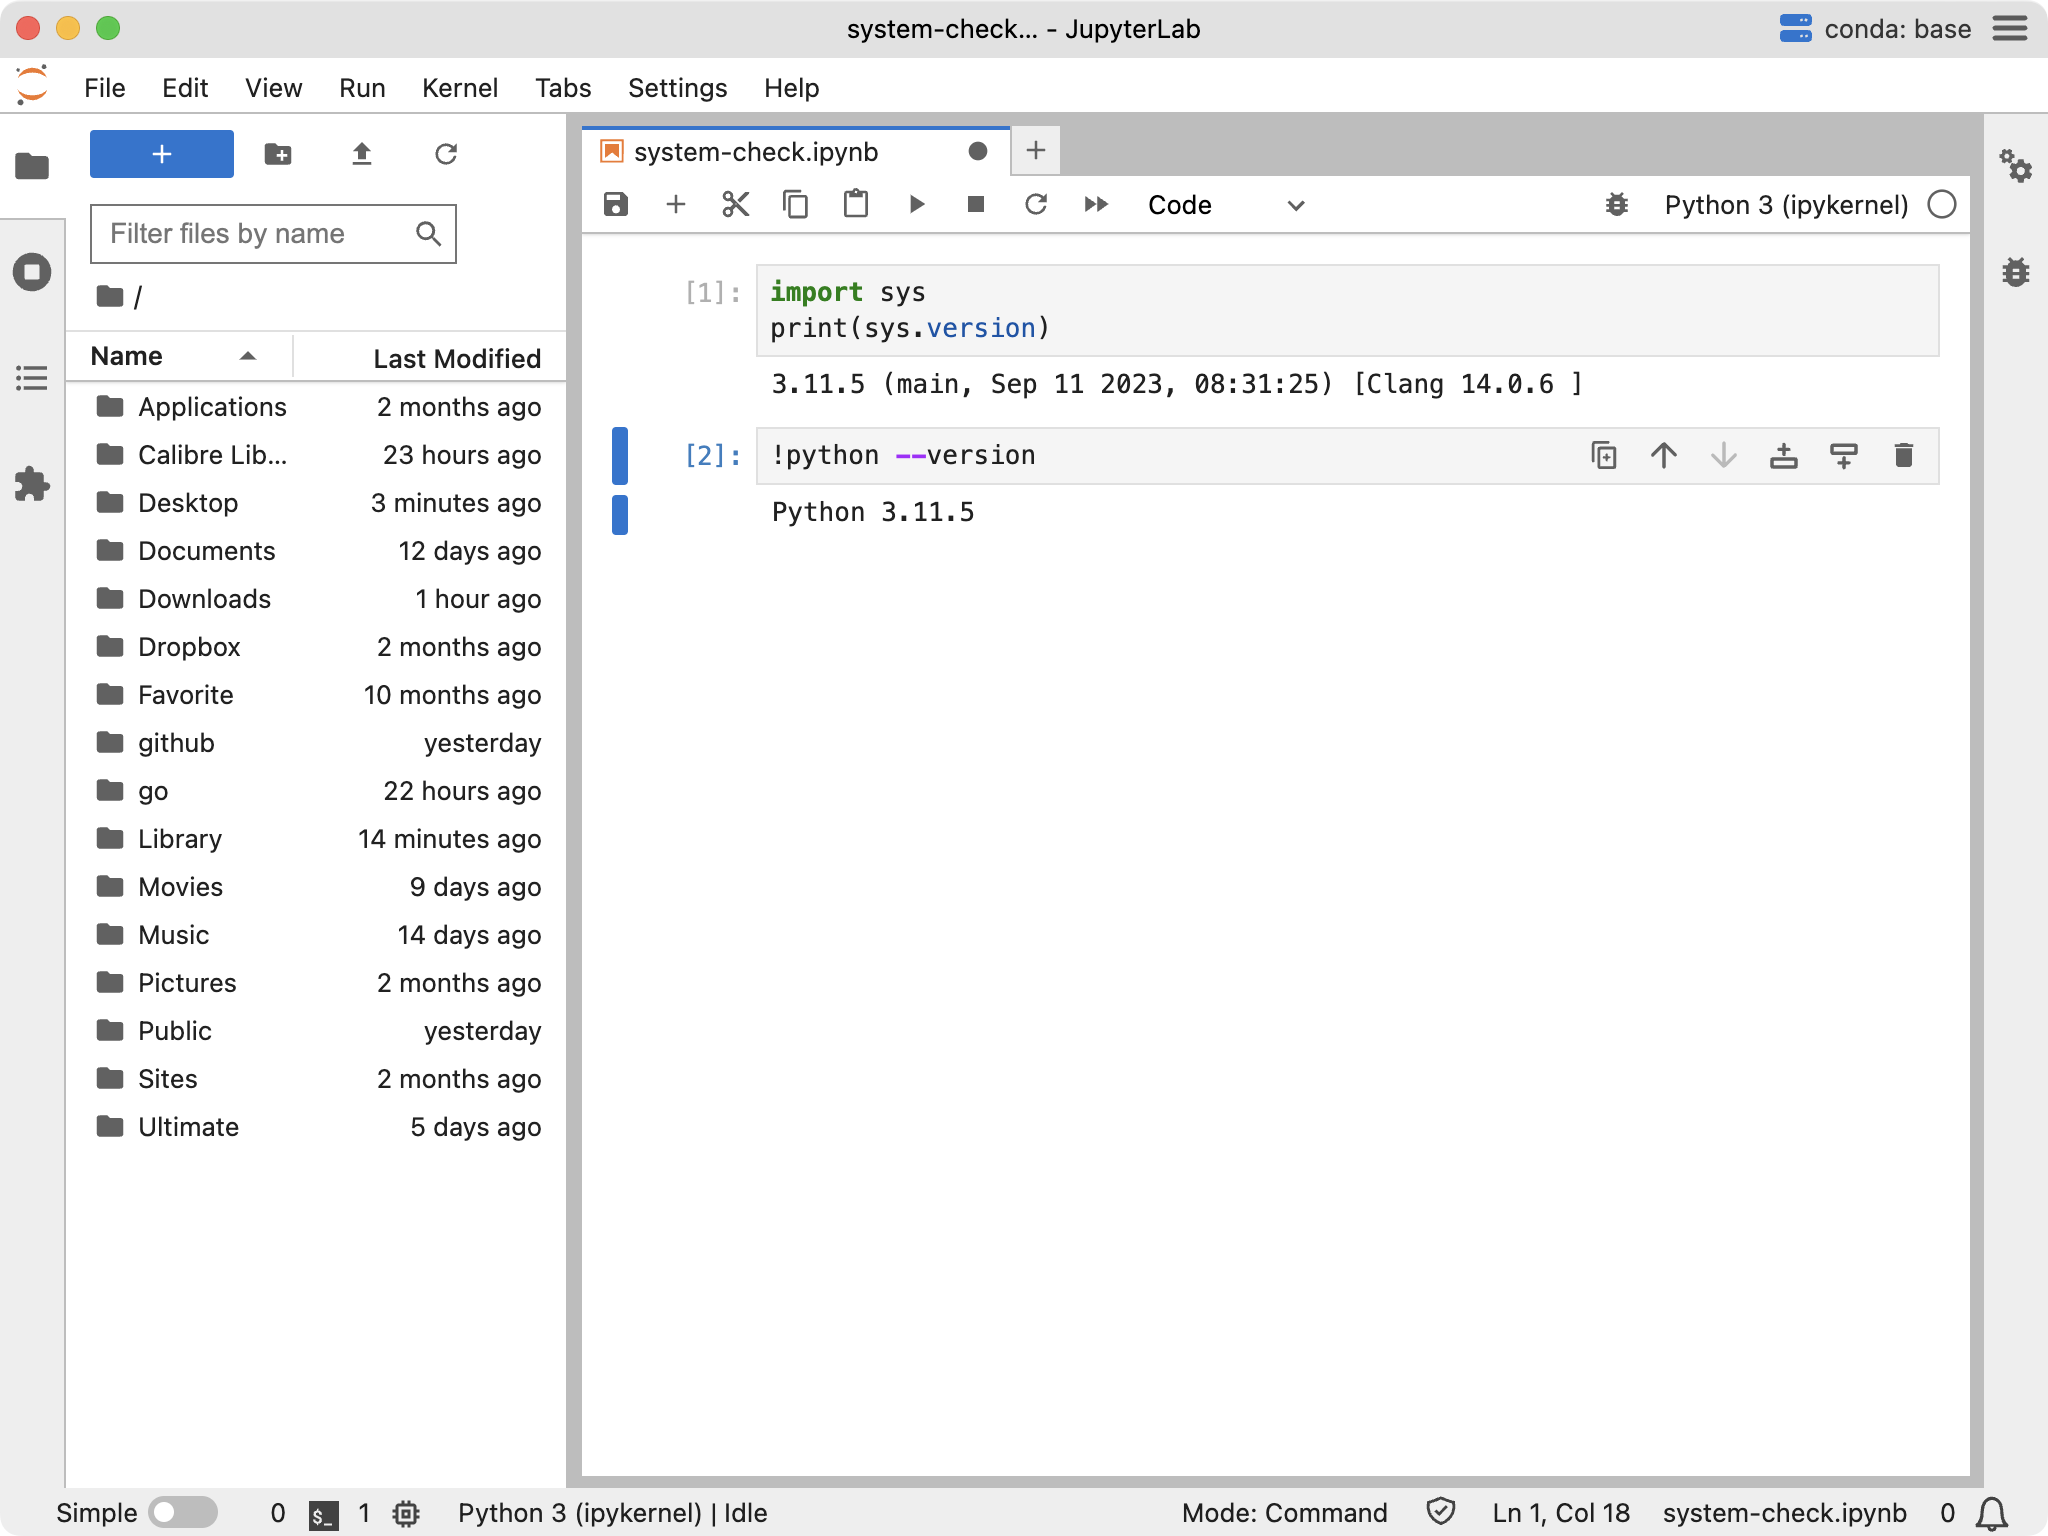 system-check... - JupyterLab
conda: base
File Edit View Run Kernel Tabs Settings Help
Filter files by name
/
Name Last Modified
Applications 2 months ago
Calibre Lib... 23 hours ago
Desktop 3 minutes ago
Documents 12 days ago
Downloads 1 hour ago
Dropbox 2 months ago
Favorite 10 months ago
github yesterday
go 22 hours ago
Library 14 minutes ago
Movies 9 days ago
Music 14 days ago
Pictures 2 months ago
Public yesterday
Sites 2 months ago
Ultimate 5 days ago
system-check.ipynb
Code
Python 3 (ipykernel)
[1]: import sys
print(sys.version)
3.11.5 (main, Sep 11 2023, 08:31:25) [Clang 14.0.6 ]
[2]: !python --version
Python 3.11.5
Simple 0 $_ 1 Python 3 (ipykernel) | Idle Mode: Command Ln 1, Col 18 system-check.ipynb 0